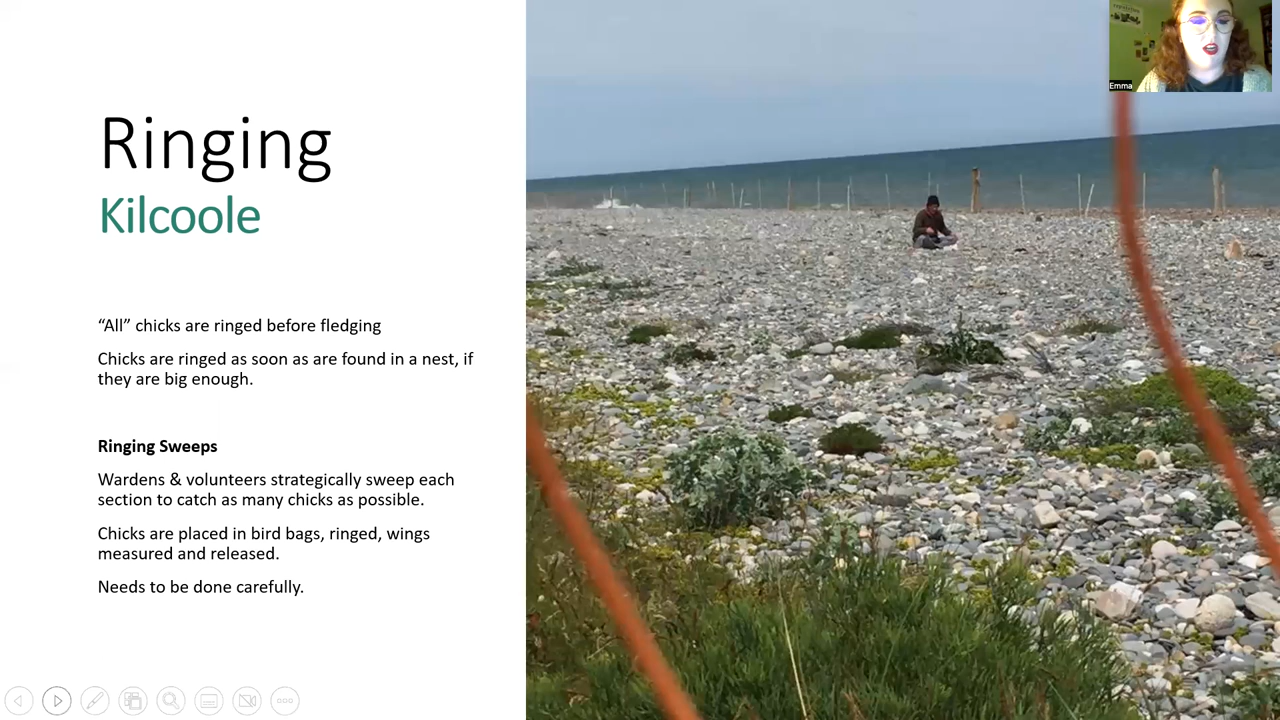 Ringing
Kilcoole
“All” chicks are ringed before fledging
Chicks are ringed as soon as are found in a nest, if
they are big enough.
Ringing Sweeps
Wardens & volunteers strategically sweep each
section to catch as many chicks as possible.
Chicks are placed in bird bags, ringed, wings
measured and released.
Needs to be done carefully.
Emma